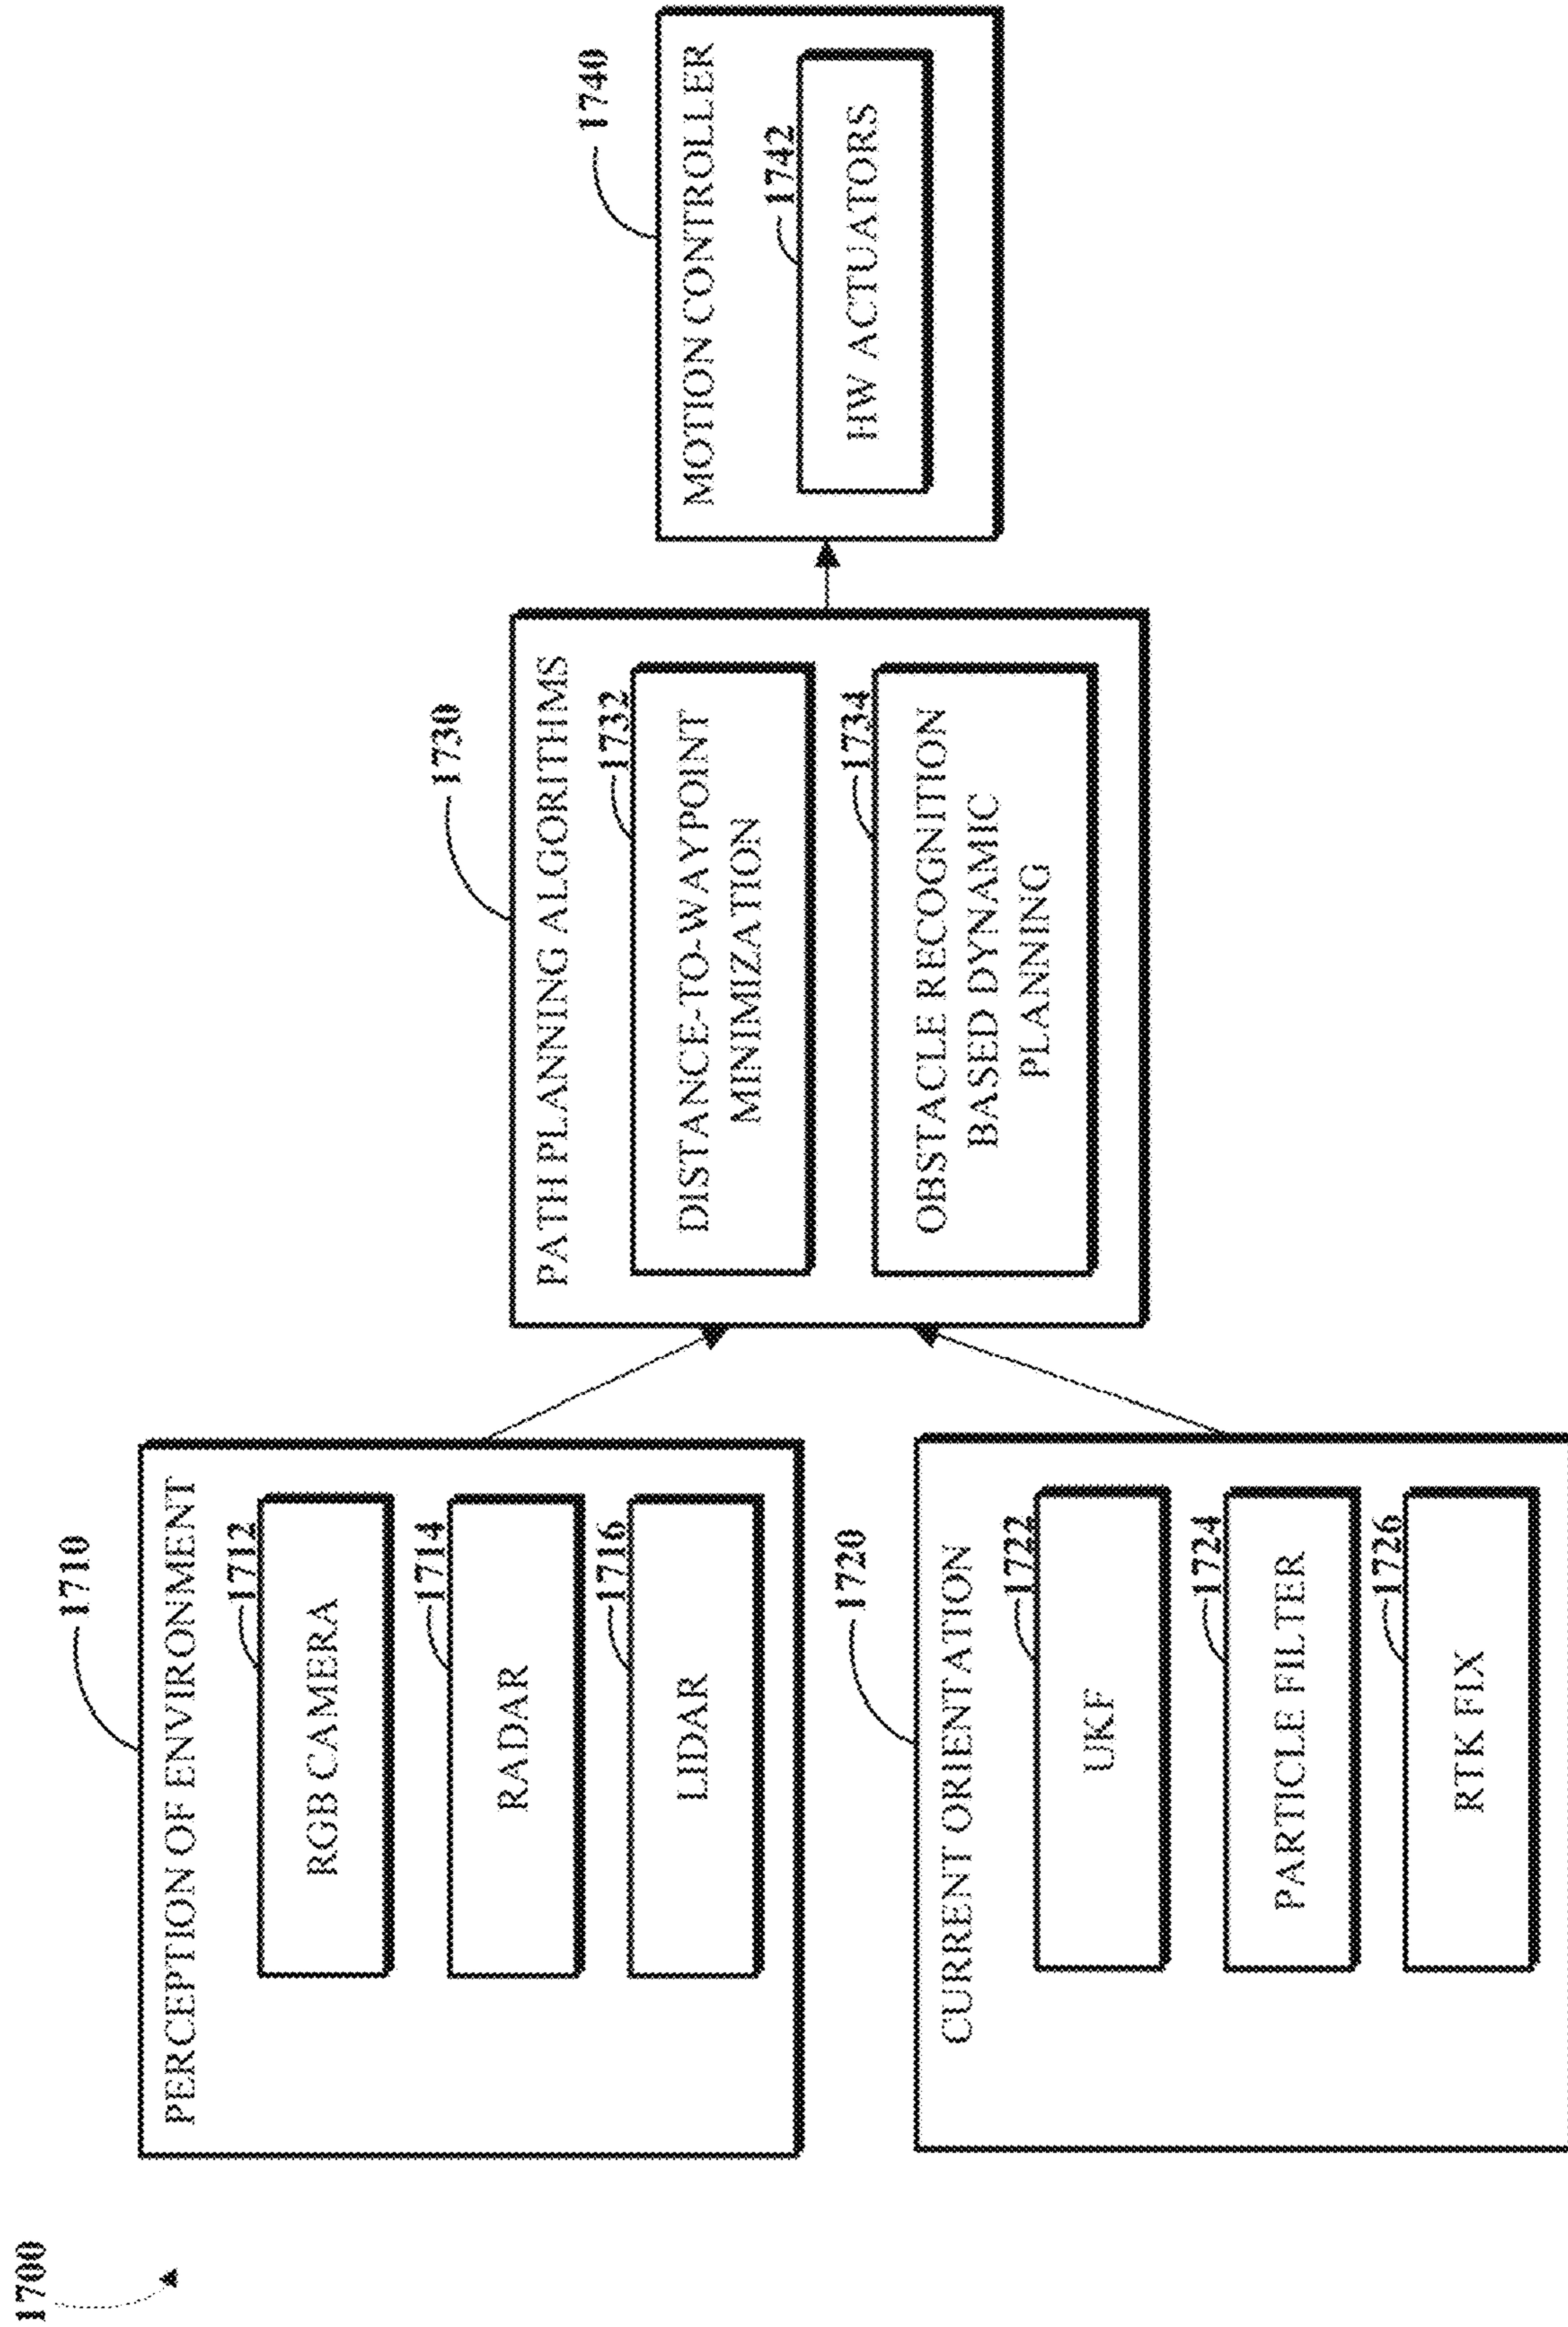 1700
1710
PERCEPTION OF ENVIRONMENT
1712
RGB CAMERA
1714
RADAR
1716
LIDAR
1720
CURRENT ORIENTATION
1722
UKF
1724
PARTICLE FILTER
1726
RTK FIX
1730
PATH PLANNING ALGORITHMS
1732
DISTANCE-TO-WAYPOINT
MINIMIZATION
1734
OBSTACLE RECOGNITION
BASED DYNAMIC
PLANNING
1740
MOTION CONTROLLER
1742
HW ACTUATORS